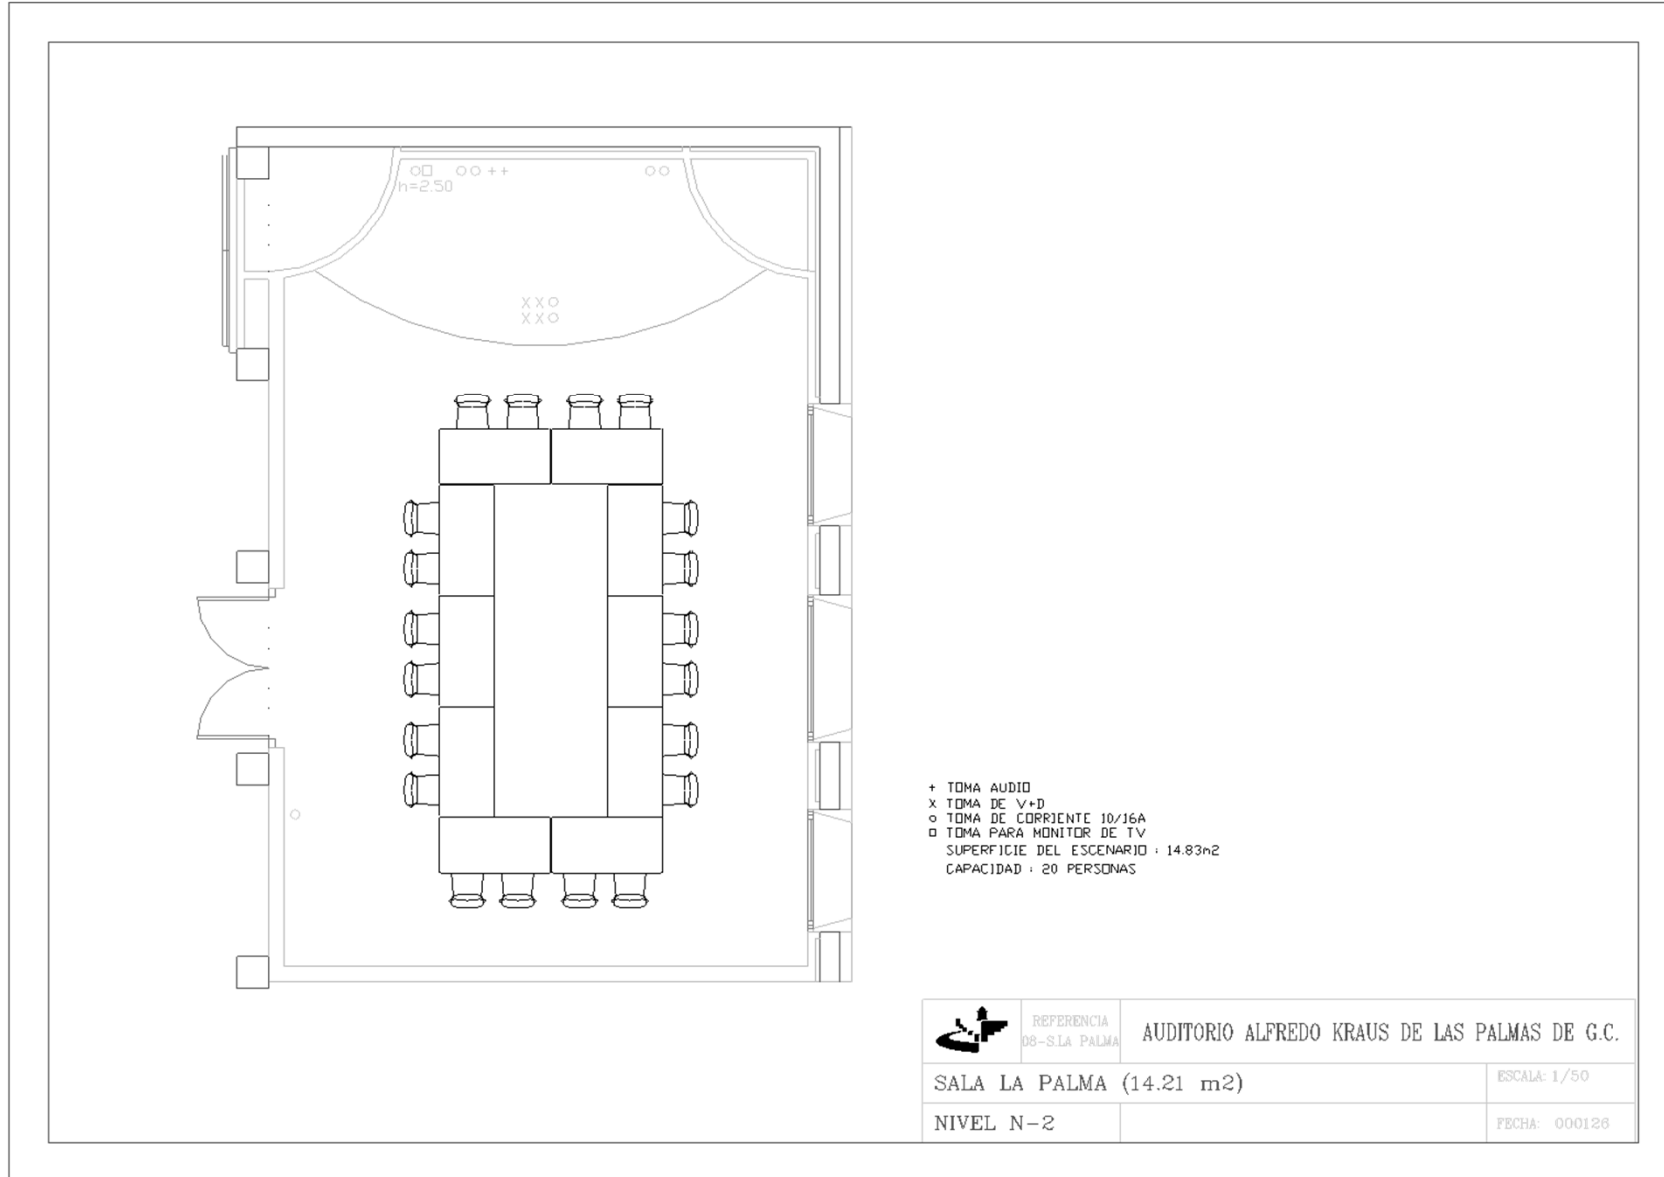 h=2.50
+ TOMA AUDIO
X TOMA DE V+D
o TOMA DE CORRIENTE 10/16A
□ TOMA PARA MONITOR DE TV
SUPERFICIE DEL ESCENARIO : 14.83m2
CAPACIDAD : 20 PERSONAS
REFERENCIA
08-S.LA PALMA
AUDITORIO ALFREDO KRAUS DE LAS PALMAS DE G.C.
SALA LA PALMA (14.21 m2)
ESCALA: 1/50
NIVEL N-2
FECHA: 000126